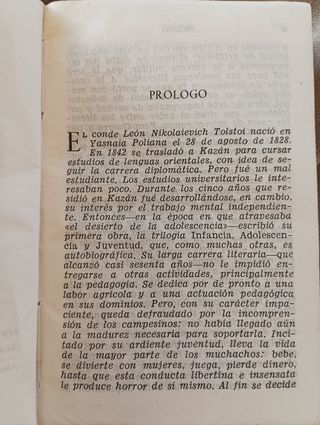 PROLOGO
EL conde León Nikolaievich Tolstoi nació en
Yasnaia Poliana el 28 de agosto de 1828.
En 1842 se trasladó a Kazán para cursar
estudios de lenguas orientales, con idea de se-
guir la carrera diplomática. Pero fué un mal
estudiante. Los estudios universitarios le inte-
resaban poco. Durante los cinco años que re-
sidió en Kazán fué desarrollándose, en cambio,
su interés por el trabajo mental independiente.
Entonces—en la época en que atravesaba
«el desierto de la adolescencia»—escribió su
primera obra, la trilogía Infancia, Adolescen-
cia y Juventud, que, como muchas otras, es
autobiográfica. Su larga carrera literaria—que
alcanzó casi sesenta años—no le impidió en-
tregarse a otras actividades, principalmente
a la pedagogía. Se dedica por de pronto a una
labor agrícola y a una actuación pedagógica
en sus dominios. Pero, con su carácter impa-
ciente, queda defraudado por la incompren-
sión de los campesinos: no había llegado aún
a la madurez necesaria para soportarla. Inci-
tado por su ardiente juventud, lleva la vida
de la mayor parte de los muchachos: bebe,
se divierte con mujeres, juega, pierde dinero,
hasta que esta conducta libertina e insensata
le produce horror de sí mismo. Al fin se decide